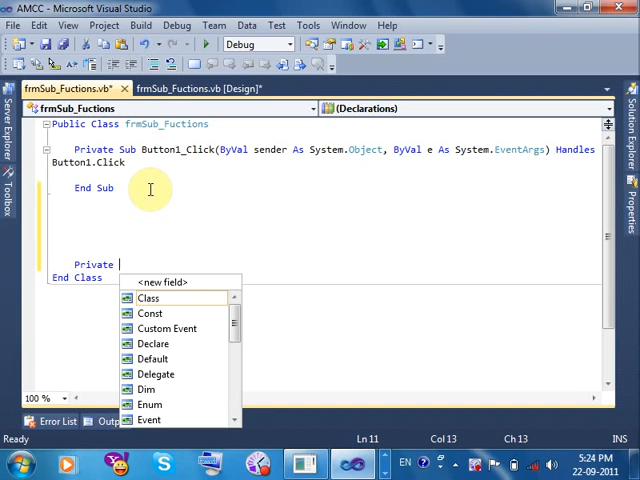 AMCC - Microsoft Visual Studio
File Edit View Project Build Debug Team Data Tools Test Window Help
Debug
frmSub_Fuctions.vb* frmSub_Fuctions.vb [Design]*
frmSub_Fuctions (Declarations)
Server Explorer
Toolbox
Solution Explorer
Properties
Public Class frmSub_Fuctions
Private Sub Button1_Click(ByVal sender As System.Object, ByVal e As System.EventArgs) Handles
Button1.Click
End Sub
Private
End Class
<new field>
Class
Const
Custom Event
Declare
Default
Delegate
Dim
Enum
Event
100 %
Error List Outp
Ready Ln 11 Col 13 Ch 13 INS
EN 5:24 PM
22-09-2011